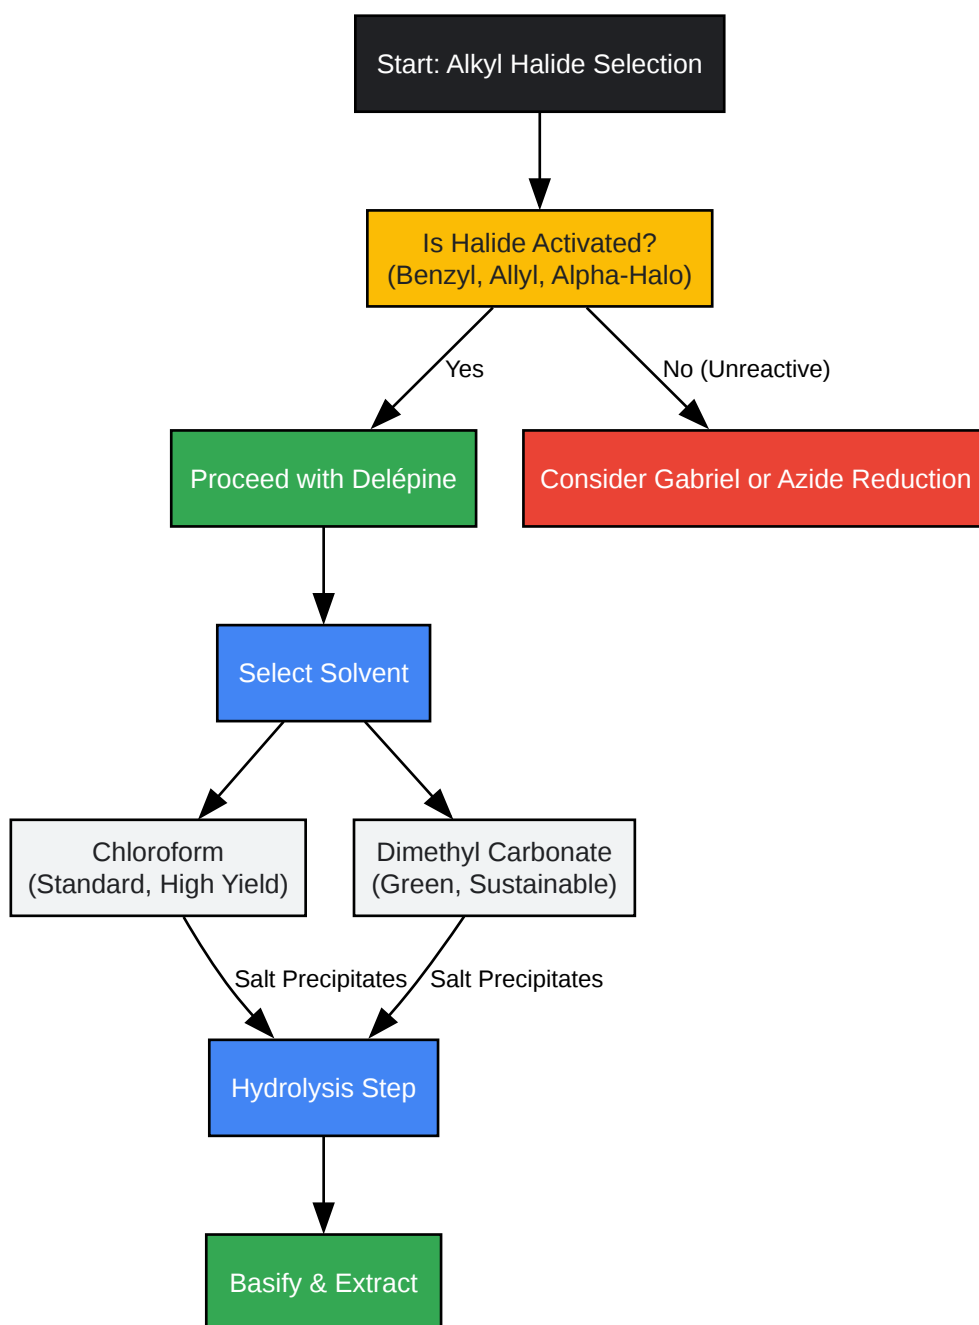 Start: Alkyl Halide Selection
Is Halide Activated?
(Benzyl, Allyl, Alpha-Halo)
Yes
No (Unreactive)
Proceed with Delépine
Consider Gabriel or Azide Reduction
Select Solvent
Chloroform
(Standard, High Yield)
Dimethyl Carbonate
(Green, Sustainable)
Salt Precipitates
Salt Precipitates
Hydrolysis Step
Basify & Extract